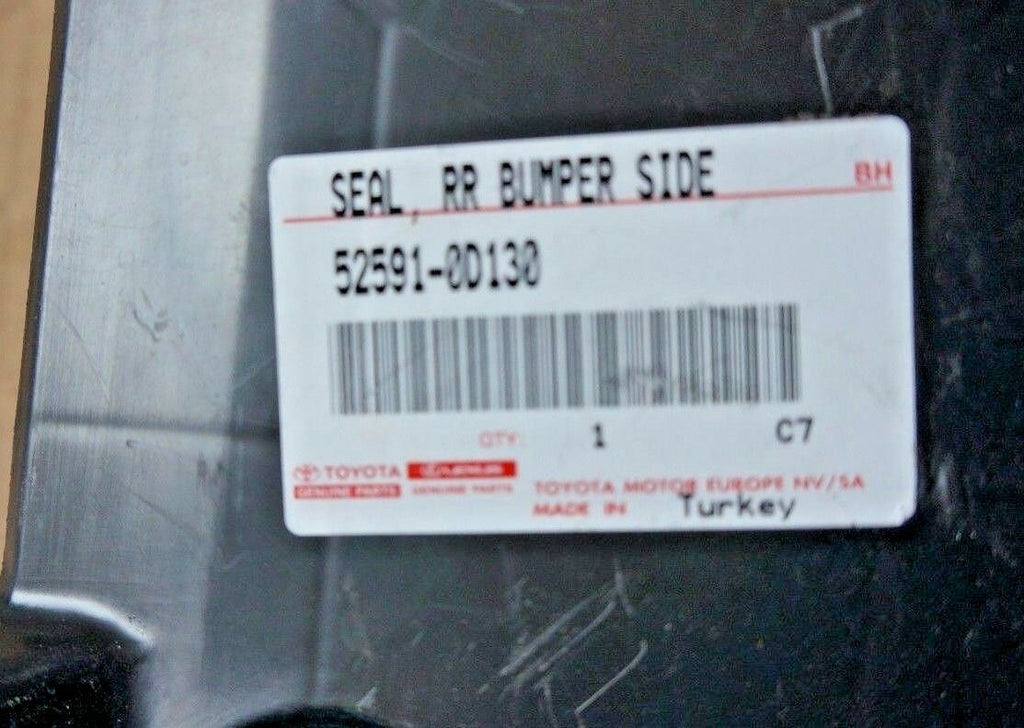 SEAL, RR BUMPER SIDE BH
52591-0D130
QTY: 1 C7
TOYOTA LEXUS
GENUINE PARTS GENUINE PARTS
TOYOTA MOTOR EUROPE NV/SA
MADE IN Turkey